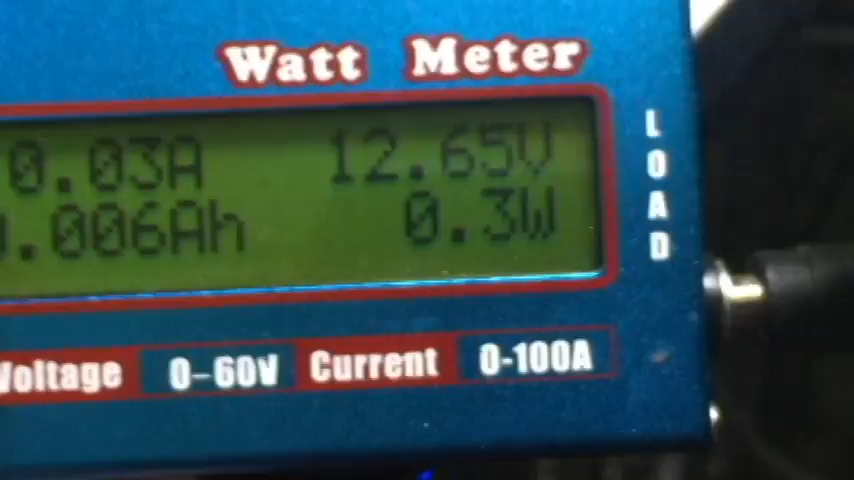 Watt Meter
0.03A 12.65V
.006Ah 0.3W
LOAD
Voltage 0-60V Current 0-100A